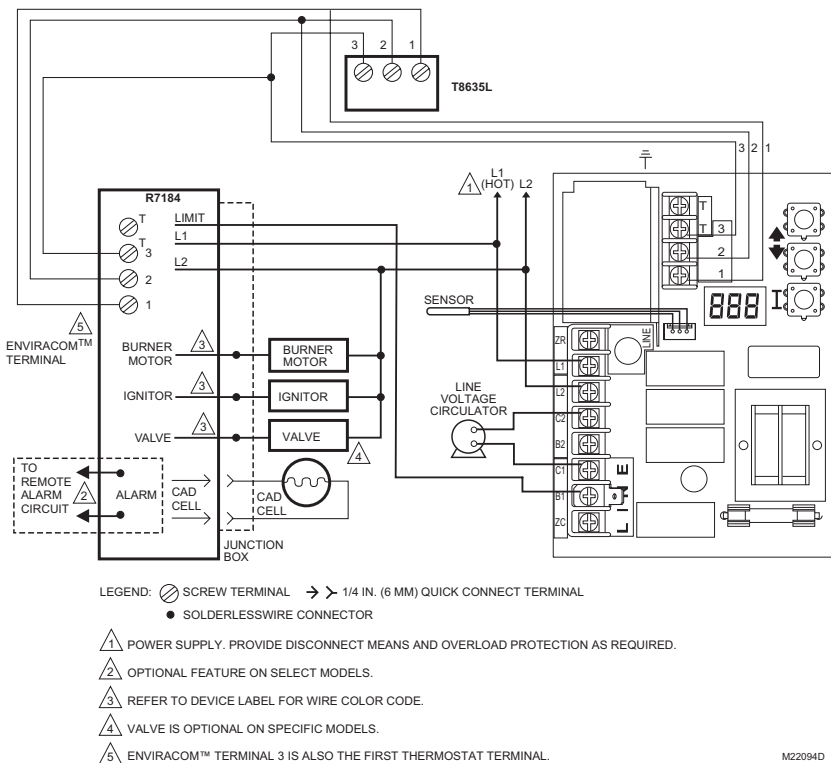 3 2 1
T8635L
3 2 1
L1
(HOT) L2
1
R7184
T
LIMIT
T
L1
3
L2
2
1
5
ENVIRACOM™
TERMINAL
T
T 3
2
1
888
SENSOR
LINE
ZR
L1
L2
C2
B2
C1
B1
ZC
LINE
BURNER
MOTOR
3
BURNER
MOTOR
IGNITOR
3
IGNITOR
VALVE
3
VALVE
4
LINE
VOLTAGE
CIRCULATOR
TO
REMOTE
ALARM
CIRCUIT
2
ALARM
CAD
CELL
CAD
CELL
JUNCTION
BOX
LEGEND: SCREW TERMINAL 1/4 IN. (6 MM) QUICK CONNECT TERMINAL
SOLDERLESSWIRE CONNECTOR
1 POWER SUPPLY. PROVIDE DISCONNECT MEANS AND OVERLOAD PROTECTION AS REQUIRED.
2 OPTIONAL FEATURE ON SELECT MODELS.
3 REFER TO DEVICE LABEL FOR WIRE COLOR CODE.
4 VALVE IS OPTIONAL ON SPECIFIC MODELS.
5 ENVIRACOM™ TERMINAL 3 IS ALSO THE FIRST THERMOSTAT TERMINAL.
M22094D